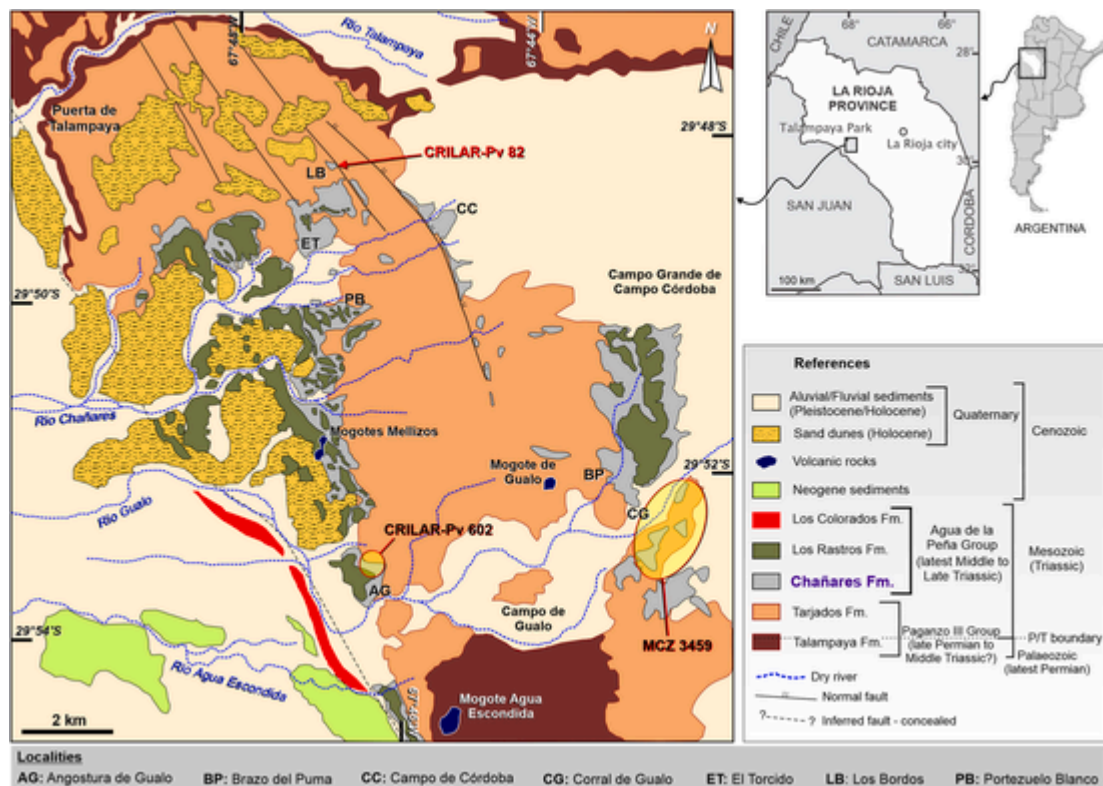 Río Talampaya
67°48'
67°44'
N
Puerta de
Talampaya
29°48'S
CRILAR-Pv 82
LB
CC
ET
Campo Grande de
Campo Córdoba
29°50'S
PB
Río Chañares
Mogotes Mellizos
29°52'S
Mogote de
Gualo
BP
Río Gualo
CG
CRILAR-Pv 602
AG
Campo de
Gualo
29°54'S
MCZ 3459
Río Agua Escondida
Mogote Agua
Escondida
2 km
CHILE
68°
66°
CATAMARCA
28°
LA RIOJA
PROVINCE
Talampaya Park
La Rioja city
30°
SAN JUAN
CORDOBA
ARGENTINA
100 km
SAN LUIS
32°
References
Aluvial/Fluvial sediments
(Pleistocene/Holocene)
Quaternary
Sand dunes (Holocene)
Cenozoic
Volcanic rocks
Neogene sediments
Los Colorados Fm.
Agua de la
Peña Group
(latest Middle to
Late Triassic)
Los Rastros Fm.
Mesozoic
(Triassic)
Chañares Fm.
Tarjados Fm.
Paganzo III Group
(late Permian to
Middle Triassic?)
P/T boundary
Talampaya Fm.
Palaeozoic
(latest Permian)
Dry river
Normal fault
? ? Inferred fault - concealed
Localities
AG: Angostura de Gualo BP: Brazo del Puma CC: Campo de Córdoba CG: Corral de Gualo ET: El Torcido LB: Los Bordos PB: Portezuelo Blanco